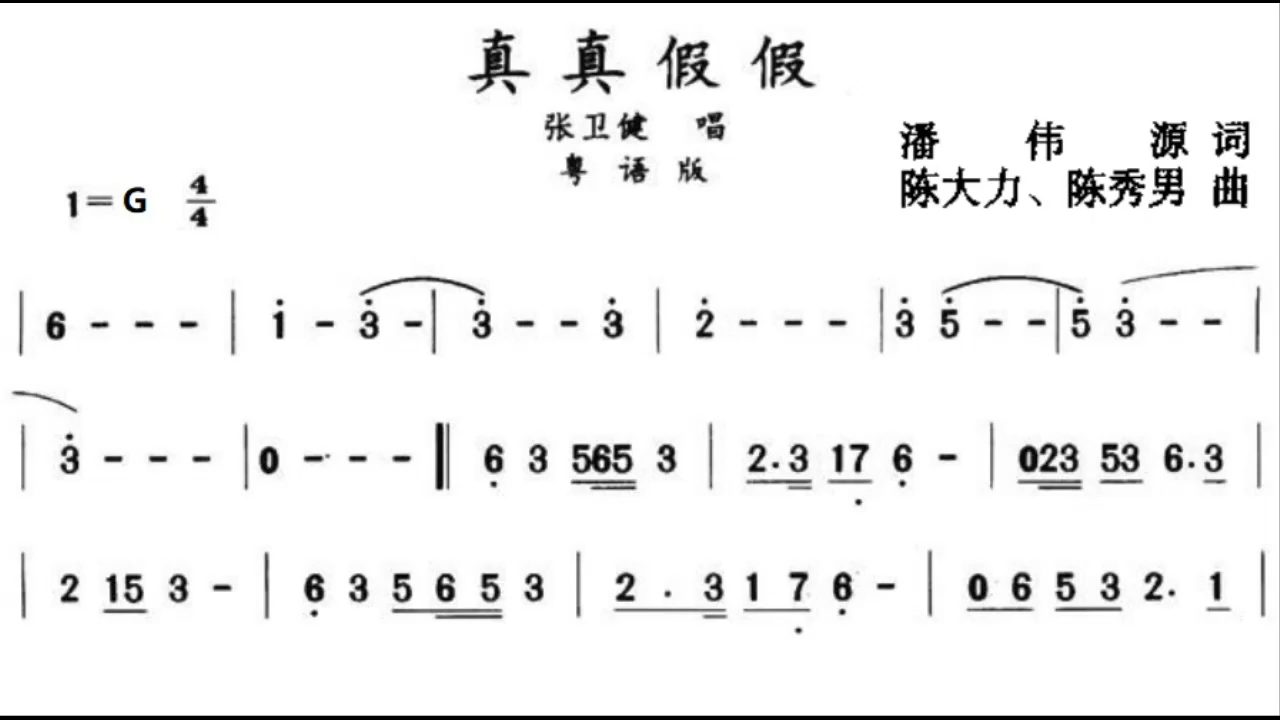 真真假假
张卫健 唱
粤语版
潘伟源 词
陈大力、陈秀男 曲
1=G 4/4
| 6 - - - | 1̇ - 3̇ - | 3̇ - - 3̇ | 2̇ - - - | 3̇ 5̇ - - | 5̇ 3̇ - - |
| 3̇ - - - | 0 - - - ‖ 6̣ 3 565 3 | 2.3 17̣ 6̣ - | 023 53 6.3 |
| 2 15 3 - | 6̣ 3 5 6 5 3 | 2 . 3 1 7̣ 6̣ - | 0 6 5 3 2. 1 |